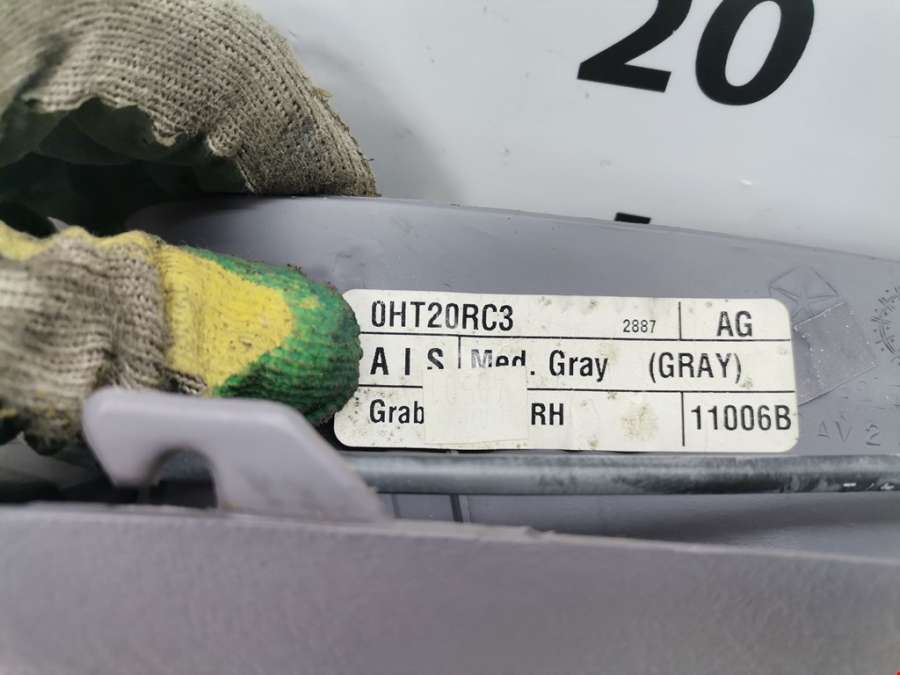 20
0HT20RC3 2887 AG
A I S Med. Gray (GRAY)
Grab RH 11006B